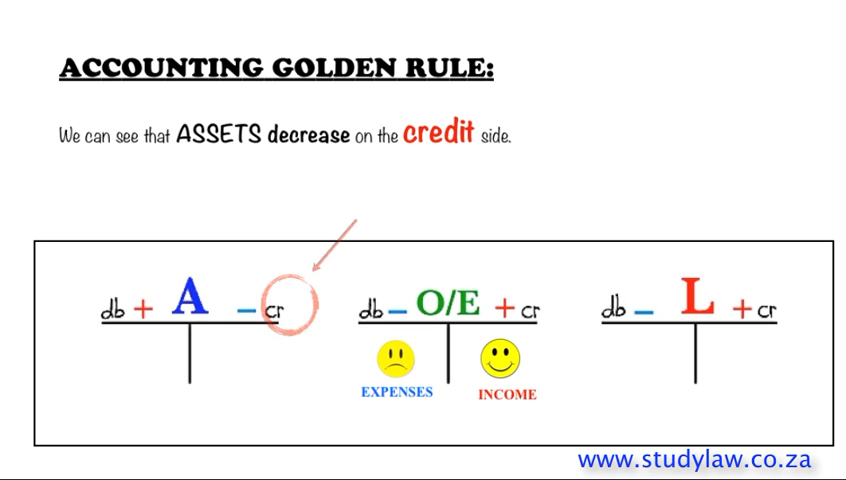 ACCOUNTING GOLDEN RULE:
We can see that ASSETS decrease on the credit side.
db + A - cr
db - O/E + cr
db - L + cr
EXPENSES
INCOME
www.studylaw.co.za